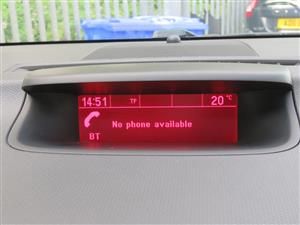 14:51 TP 20 °C
No phone available
BT